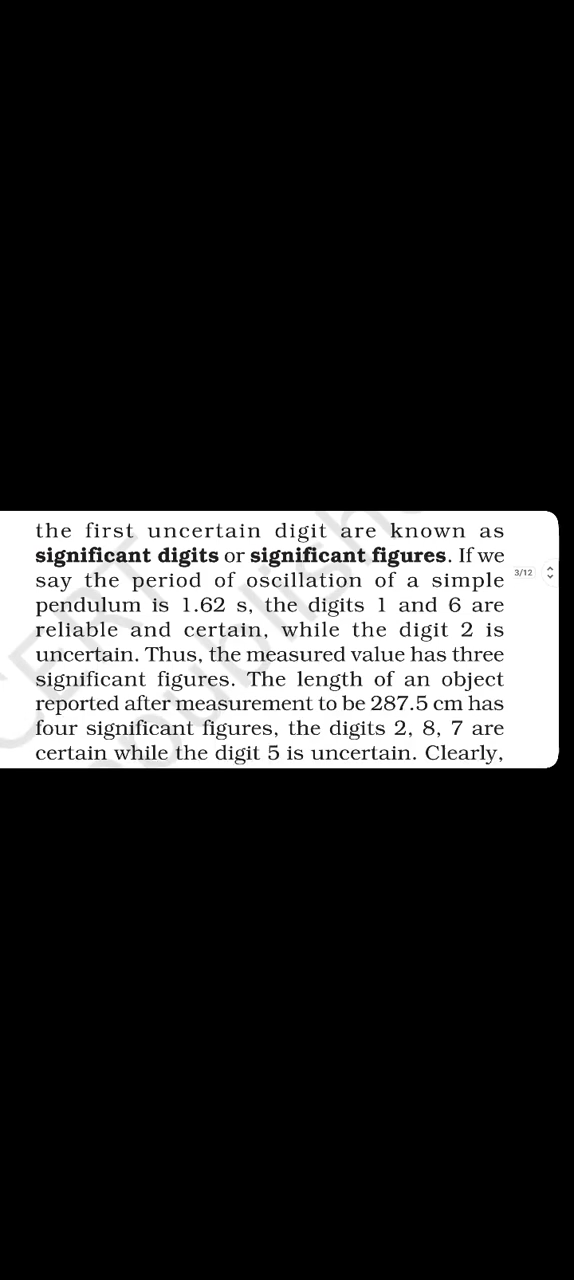 the first uncertain digit are known as
significant digits or significant figures. If we
say the period of oscillation of a simple
3/12
pendulum is 1.62 s, the digits 1 and 6 are
reliable and certain, while the digit 2 is
uncertain. Thus, the measured value has three
significant figures. The length of an object
reported after measurement to be 287.5 cm has
four significant figures, the digits 2, 8, 7 are
certain while the digit 5 is uncertain. Clearly,